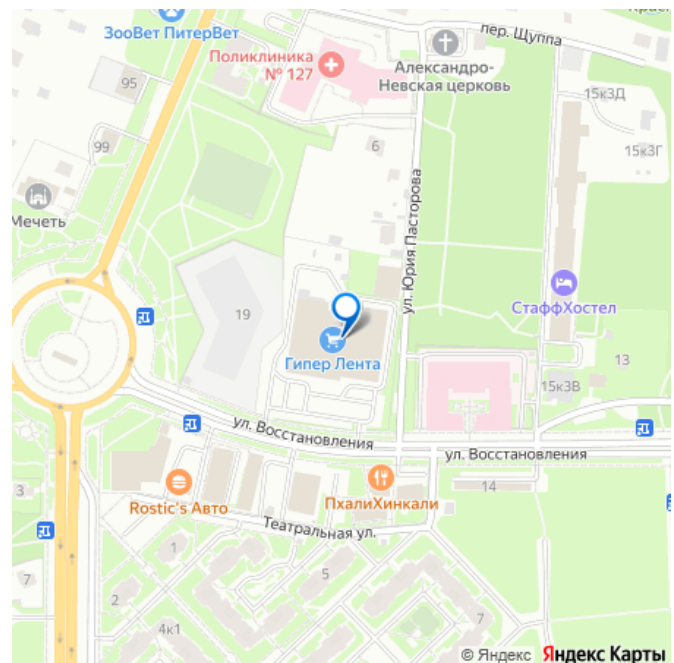 ЗооВет ПитерВет
пер. Щуппа
Поликлиника
№ 127
Александро-
Невская церковь
95
15к3Д
99
6
15к3Г
Мечеть
ул. Юрия Пасторова
СтаффХостел
19
Гипер Лента
13
15к3В
ул. Восстановления
ул. Восстановления
3
Rostic's Авто
ПхалиХинкали
14
Театральная ул.
1
7
5
2
7
4к1
© Яндекс Яндекс Карты